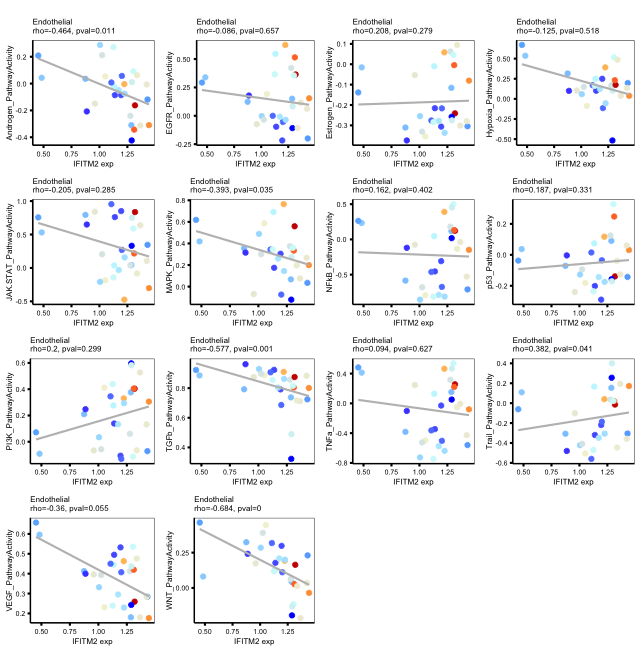 Endothelial
rho=-0.464, pval=0.011
Androgen_PathwayActivity
0.2
0.0
-0.2
-0.4
0.50 0.75 1.00 1.25
IFITM2 exp
Endothelial
rho=-0.086, pval=0.657
EGFR_PathwayActivity
0.50
0.25
0.00
-0.25
0.50 0.75 1.00 1.25
IFITM2 exp
Endothelial
rho=0.208, pval=0.279
Estrogen_PathwayActivity
0.1
0.0
-0.1
-0.2
-0.3
0.50 0.75 1.00 1.25
IFITM2 exp
Endothelial
rho=-0.125, pval=0.518
Hypoxia_PathwayActivity
0.50
0.25
0.00
-0.25
-0.50
0.50 0.75 1.00 1.25
IFITM2 exp
Endothelial
rho=-0.205, pval=0.285
JAK.STAT_PathwayActivity
1.0
0.5
0.0
-0.5
0.50 0.75 1.00 1.25
IFITM2 exp
Endothelial
rho=-0.393, pval=0.035
MAPK_PathwayActivity
0.8
0.6
0.4
0.2
0.0
0.50 0.75 1.00 1.25
IFITM2 exp
Endothelial
rho=0.162, pval=0.402
NFkB_PathwayActivity
0.5
0.0
-0.5
0.50 0.75 1.00 1.25
IFITM2 exp
Endothelial
rho=0.187, pval=0.331
p53_PathwayActivity
0.2
0.0
-0.2
0.50 0.75 1.00 1.25
IFITM2 exp
Endothelial
rho=0.2, pval=0.299
PI3K_PathwayActivity
0.6
0.4
0.2
0.0
0.50 0.75 1.00 1.25
IFITM2 exp
Endothelial
rho=-0.577, pval=0.001
TGFb_PathwayActivity
0.8
0.6
0.4
0.50 0.75 1.00 1.25
IFITM2 exp
Endothelial
rho=0.094, pval=0.627
TNFa_PathwayActivity
0.4
0.0
-0.4
-0.8
0.50 0.75 1.00 1.25
IFITM2 exp
Endothelial
rho=0.382, pval=0.041
Trail_PathwayActivity
0.4
0.2
0.0
-0.2
-0.4
-0.6
0.50 0.75 1.00 1.25
IFITM2 exp
Endothelial
rho=-0.36, pval=0.055
VEGF_PathwayActivity
0.6
0.5
0.4
0.3
0.2
0.50 0.75 1.00 1.25
IFITM2 exp
Endothelial
rho=-0.684, pval=0
WNT_PathwayActivity
0.25
0.00
0.50 0.75 1.00 1.25
IFITM2 exp